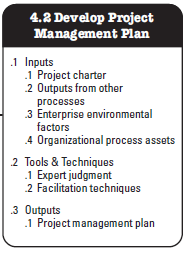 4.2 Develop Project
Management Plan
.1 Inputs
.1 Project charter
.2 Outputs from other
processes
.3 Enterprise environmental
factors
.4 Organizational process assets
.2 Tools & Techniques
.1 Expert judgment
.2 Facilitation techniques
.3 Outputs
.1 Project management plan